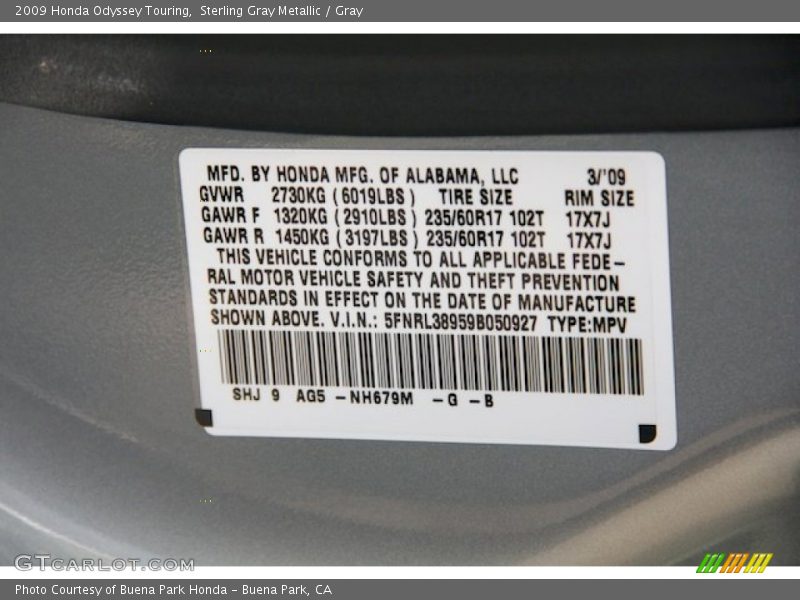 2009 Honda Odyssey Touring,  Sterling Gray Metallic / Gray
MFD. BY HONDA MFG. OF ALABAMA, LLC 3/'09
GVWR 2730KG (6019LBS) TIRE SIZE RIM SIZE
GAWR F 1320KG (2910LBS) 235/60R17 102T 17X7J
GAWR R 1450KG (3197LBS) 235/60R17 102T 17X7J
THIS VEHICLE CONFORMS TO ALL APPLICABLE FEDE-
RAL MOTOR VEHICLE SAFETY AND THEFT PREVENTION
STANDARDS IN EFFECT ON THE DATE OF MANUFACTURE
SHOWN ABOVE. V.I.N.: 5FNRL38959B050927 TYPE:MPV
SHJ 9 AG5 -NH679M -G -B
GTCARLOT.COM
Photo Courtesy of Buena Park Honda - Buena Park, CA